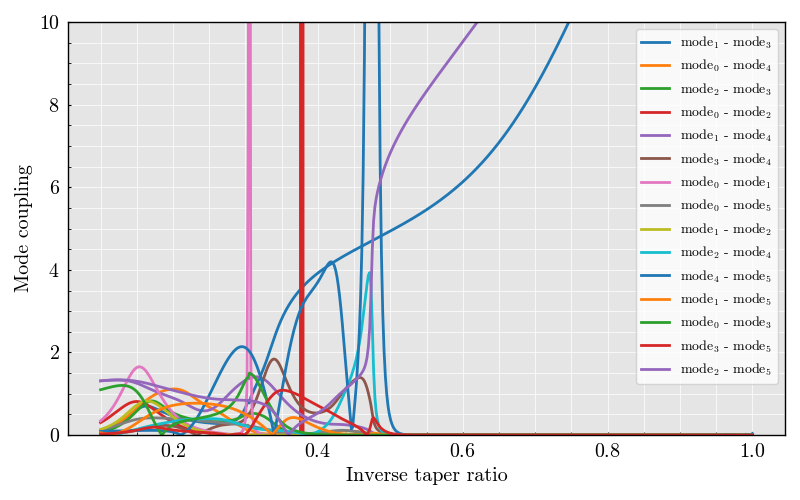 10
8
6
4
2
0
Mode coupling
0.2
0.4
0.6
0.8
1.0
Inverse taper ratio
mode₁ - mode₃
mode₀ - mode₄
mode₂ - mode₃
mode₀ - mode₂
mode₁ - mode₄
mode₃ - mode₄
mode₀ - mode₁
mode₀ - mode₅
mode₁ - mode₂
mode₂ - mode₄
mode₄ - mode₅
mode₁ - mode₅
mode₀ - mode₃
mode₃ - mode₅
mode₂ - mode₅